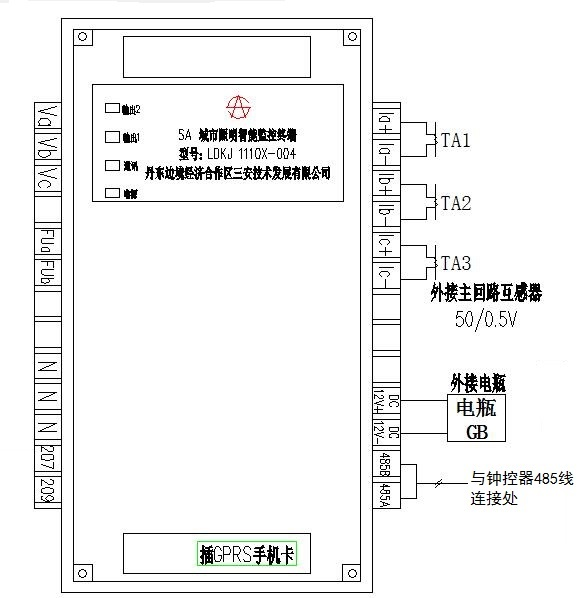 输出2
输出1
通讯
电源
SA 城市照明智能监控终端
型号: LDKJ 1110X-084
丹东边境经济合作区三安技术发展有限公司
Va
Vb
Vc
FUa
FUb
N
N
N
207
209
Ia+
Ia-
Ib+
Ib-
Ic+
Ic-
DC
12V+
DC
12V-
485B
485A
TA1
TA2
TA3
外接主回路互感器
50/0.5V
外接电瓶
电瓶
GB
与钟控器485线
连接处
插GPRS手机卡